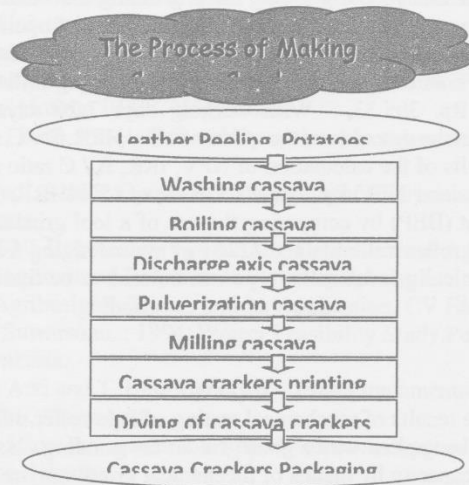 The Process of Making
Leather Peeling Potatoes
Washing cassava
Boiling cassava
Discharge axis cassava
Pulverization cassava
Milling cassava
Cassava crackers printing
Drying of cassava crackers
Cassava Crackers Packaging